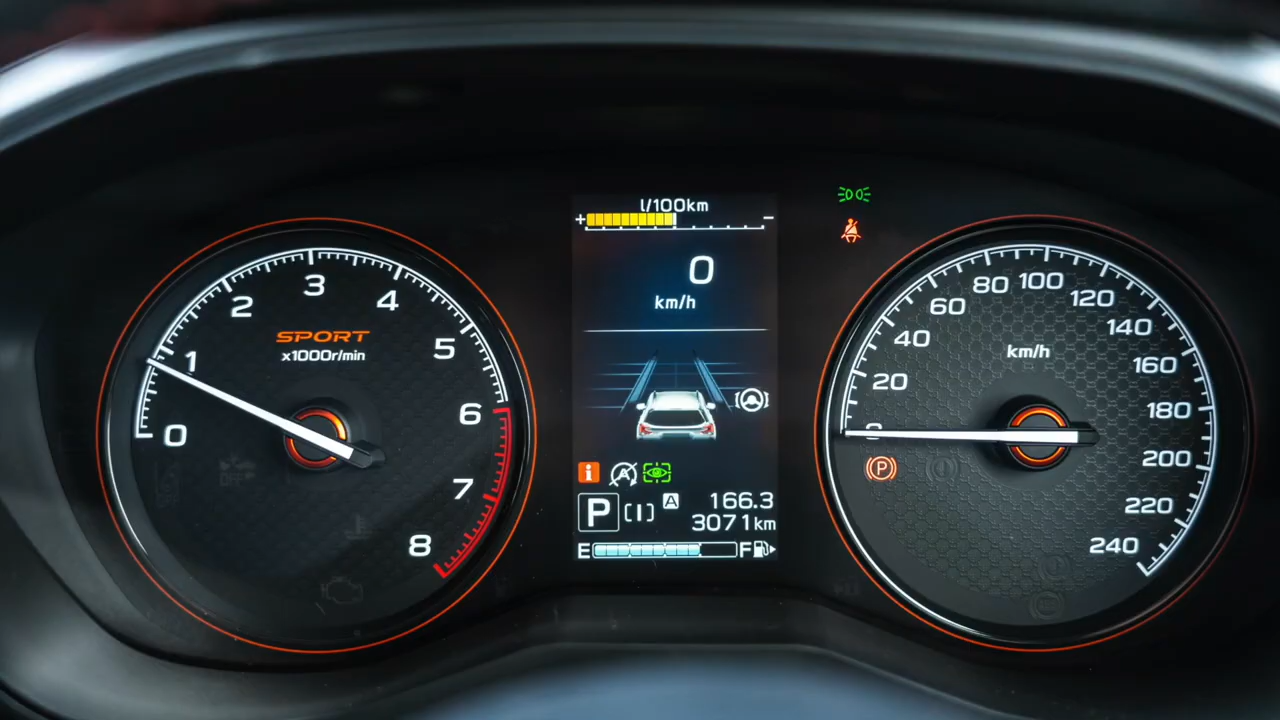 l/100km
+ -
0
km/h
3
2 4
SPORT
x1000r/min
1 5
0 6
7
8
80 100
60 120
40 140
km/h
20 160
180
0
200
220
240
P
i
A
P [I] A 166.3
3071km
E F